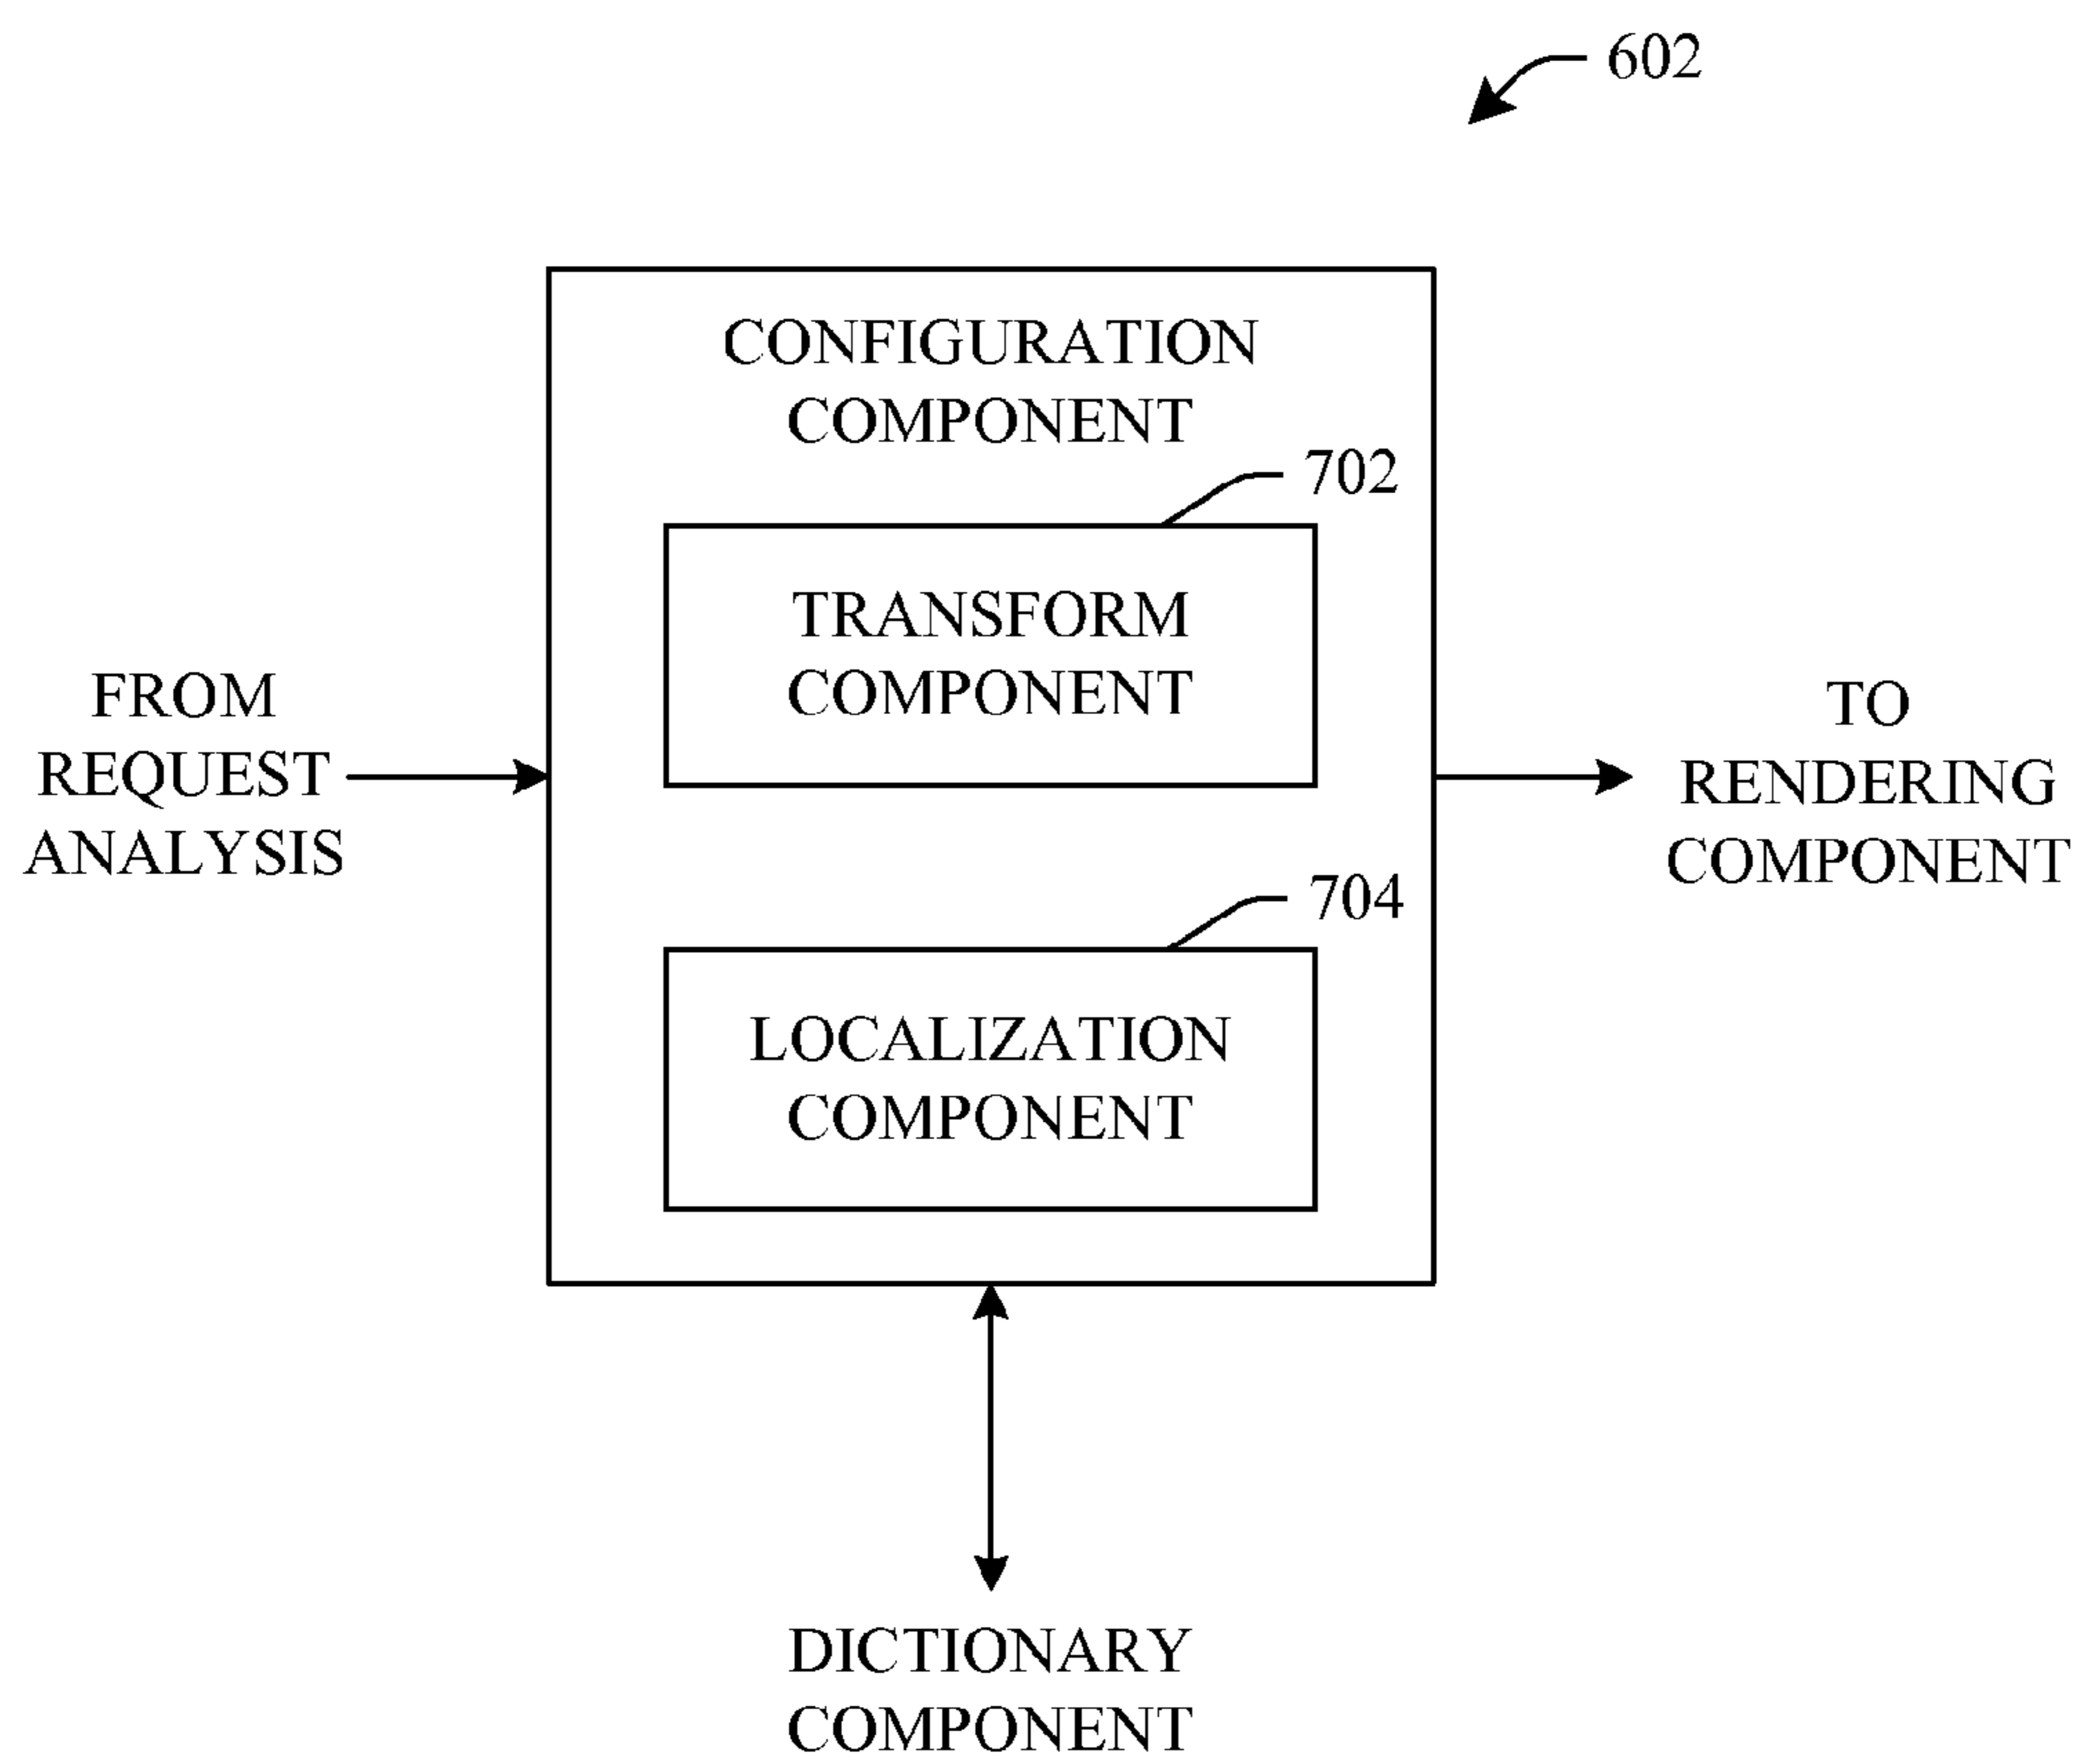 602
CONFIGURATION
COMPONENT
702
TRANSFORM
COMPONENT
FROM
REQUEST
ANALYSIS
TO
RENDERING
COMPONENT
704
LOCALIZATION
COMPONENT
DICTIONARY
COMPONENT